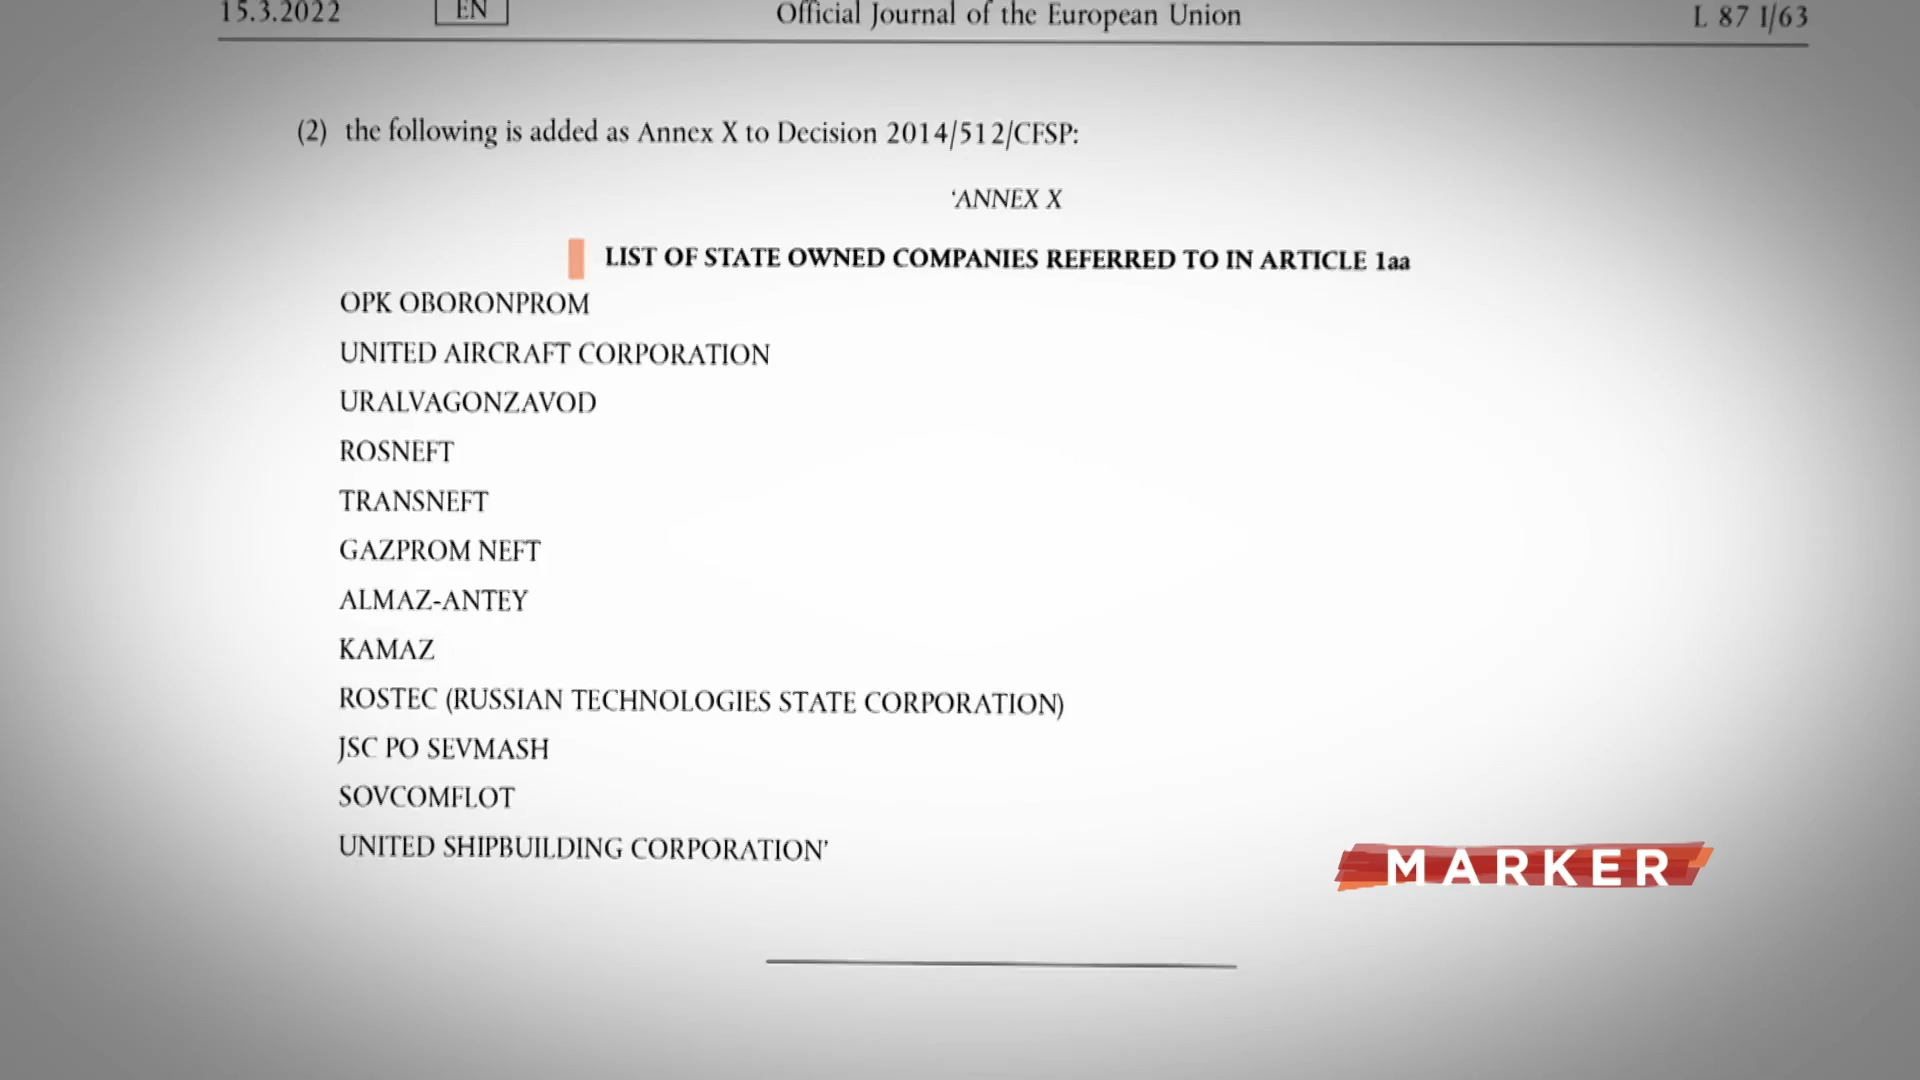 15.3.2022 EN Official Journal of the European Union L 87 I/63
(2) the following is added as Annex X to Decision 2014/512/CFSP:
‘ANNEX X
LIST OF STATE OWNED COMPANIES REFERRED TO IN ARTICLE 1aa
OPK OBORONPROM
UNITED AIRCRAFT CORPORATION
URALVAGONZAVOD
ROSNEFT
TRANSNEFT
GAZPROM NEFT
ALMAZ-ANTEY
KAMAZ
ROSTEC (RUSSIAN TECHNOLOGIES STATE CORPORATION)
JSC PO SEVMASH
SOVCOMFLOT
UNITED SHIPBUILDING CORPORATION’
MARKER